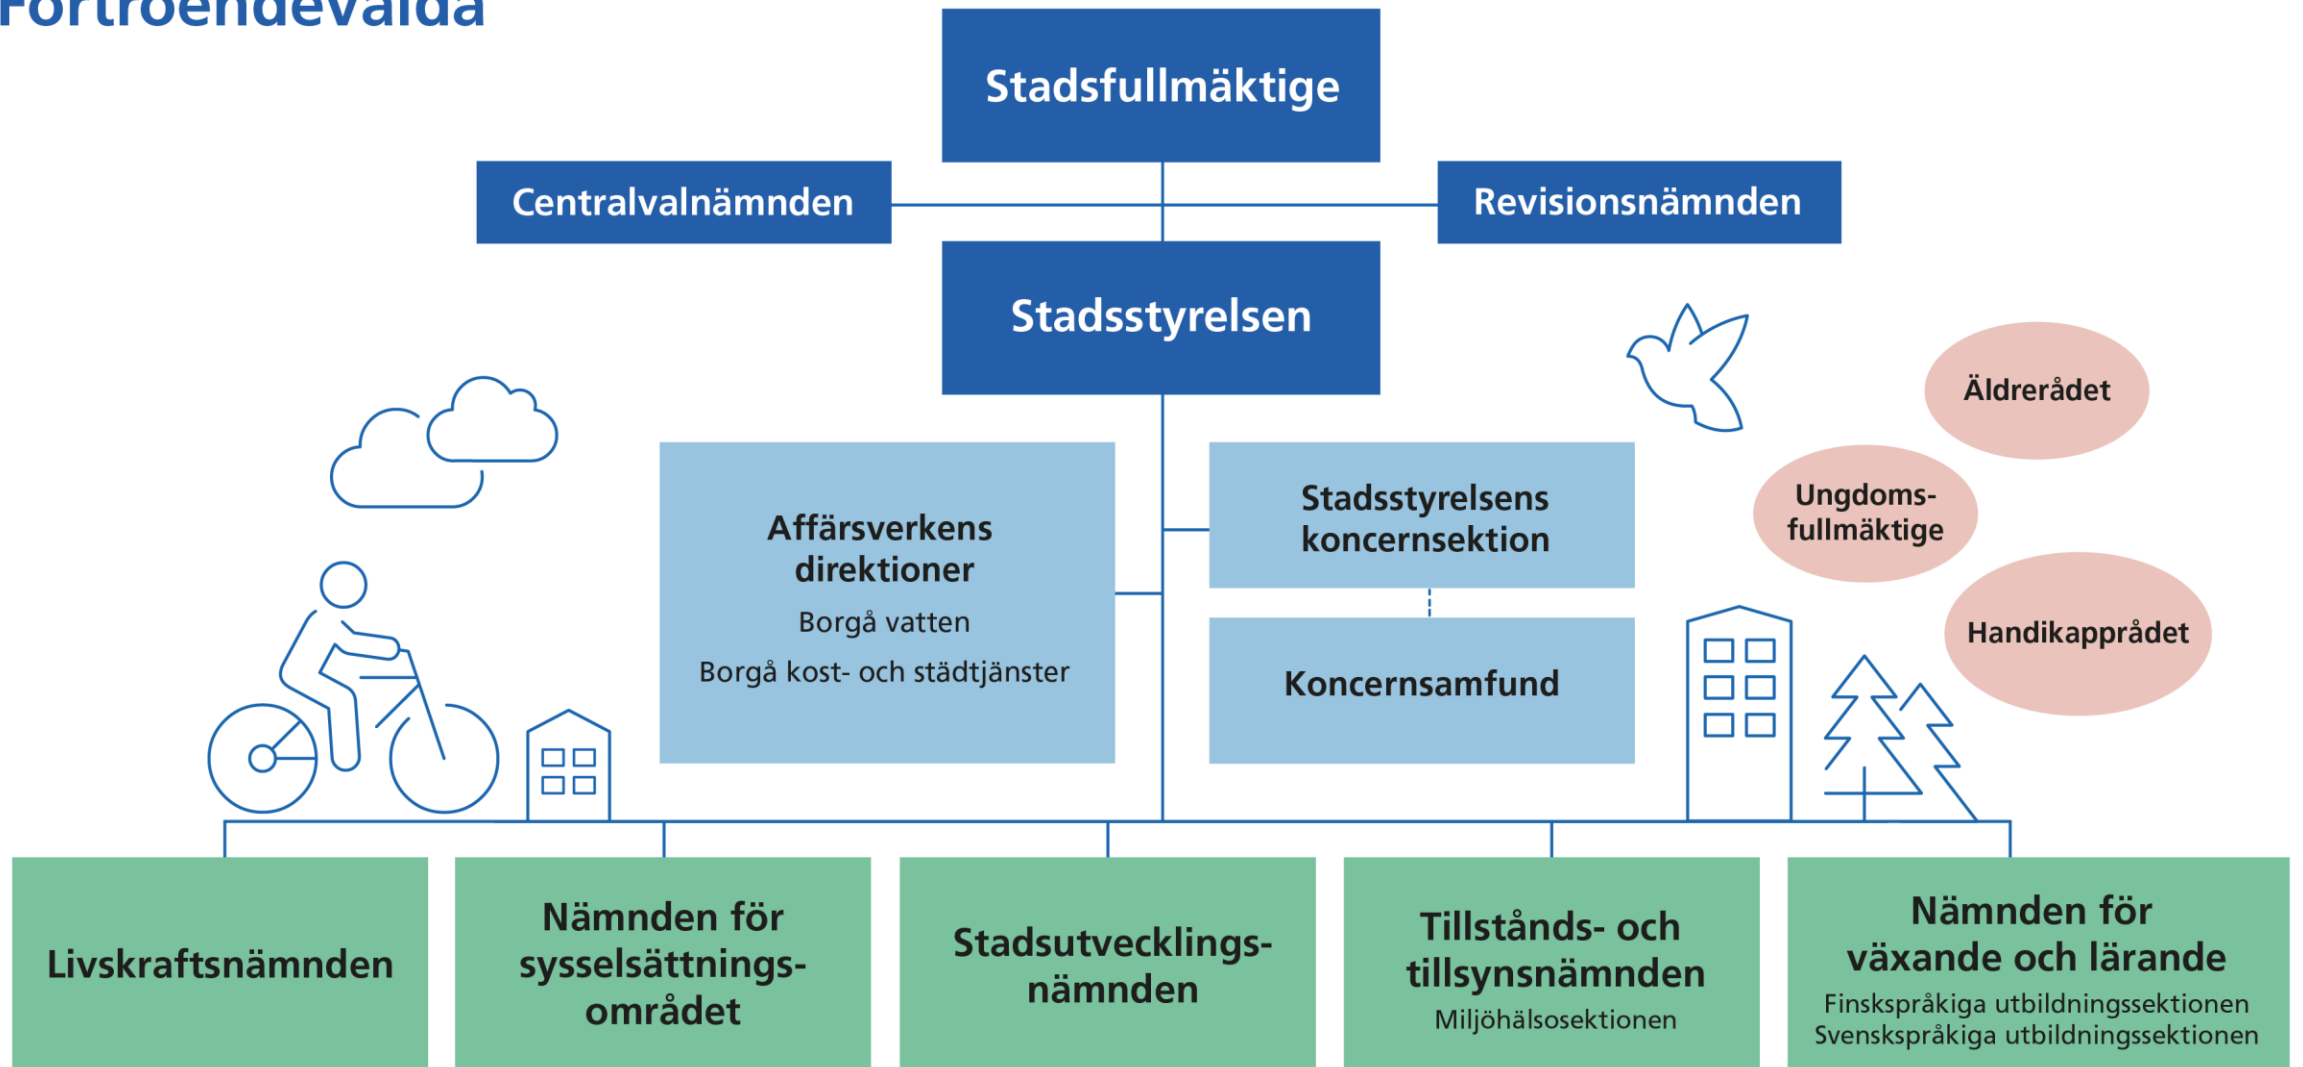 Förtroendevalda
Stadsfullmäktige
Centralvalnämnden
Revisionsnämnden
Stadsstyrelsen
Affärsverkens
direktioner
Borgå vatten
Borgå kost- och städtjänster
Stadsstyrelsens
koncernsektion
Koncernsamfund
Äldrerådet
Ungdoms-
fullmäktige
Handikapprådet
Livskraftsnämnden
Nämnden för
sysselsättnings-
området
Stadsutvecklings-
nämnden
Tillstånds- och
tillsynsnämnden
Miljöhälsosektionen
Nämnden för
växande och lärande
Finskspråkiga utbildningssektionen
Svenskspråkiga utbildningssektionen